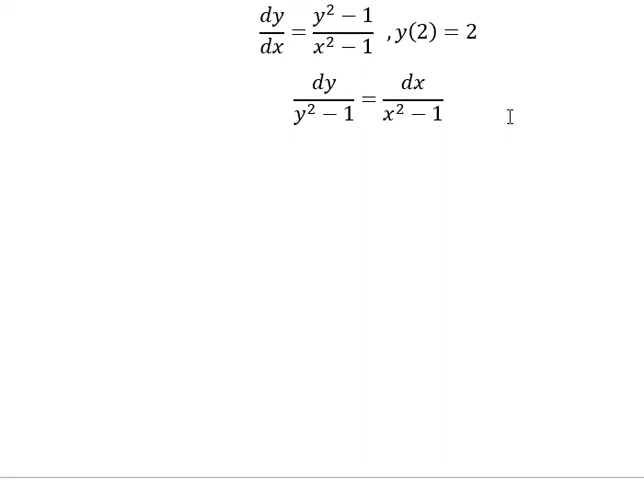 dy/dx = (y² − 1)/(x² − 1) , y(2) = 2
dy/(y² − 1) = dx/(x² − 1)